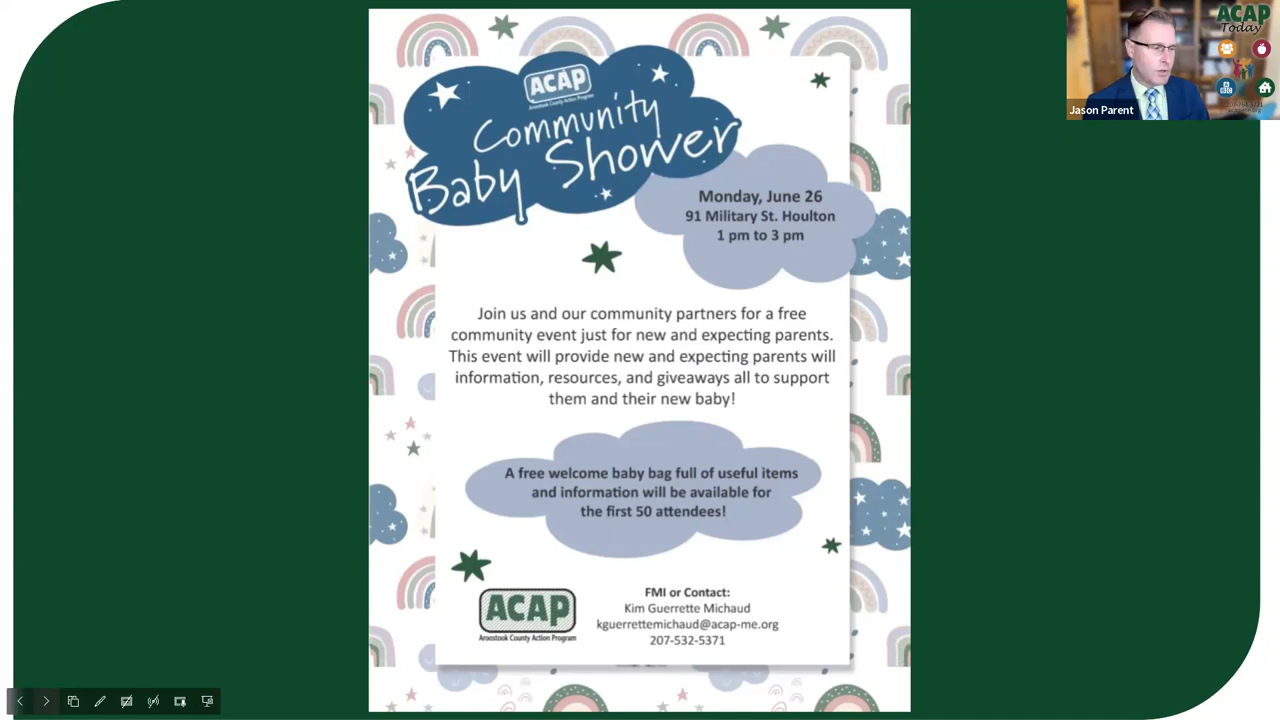 ACAP
Aroostook County Action Program
Community
Baby Shower
Monday, June 26
91 Military St. Houlton
1 pm to 3 pm
Join us and our community partners for a free
community event just for new and expecting parents.
This event will provide new and expecting parents will
information, resources, and giveaways all to support
them and their new baby!
A free welcome baby bag full of useful items
and information will be available for
the first 50 attendees!
ACAP
Aroostook County Action Program
FMI or Contact:
Kim Guerrette Michaud
kguerrettemichaud@acap-me.org
207-532-5371
ACAP
Today
Jason Parent